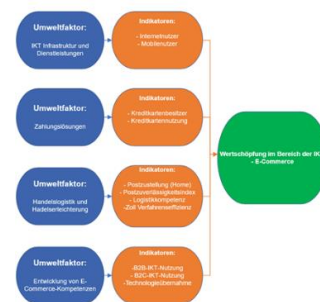 Umweltfaktor:
IKT Infrastruktur und
Dienstleistungen
Indikatoren:
- Internetnutzer
- Mobilenutzer
Umweltfaktor:
Zahlungslösungen
Indikatoren:
- Kreditkartenbesitzer
- Kreditkartennutzung
Wertschöpfung im Bereich der IKT
- E-Commerce
Umweltfaktor:
Handelslogistik und
Hadelserleichterung
Indikatoren:
- Postzustellung (Home)
- Postzuverlässigkeitsindex
- Logistikkompetenz
-Zoll Verfahrenseffizienz
Umweltfaktor:
Entwicklung von E-
Commerce-Kompetenzen
Indikatoren:
-B2B-IKT-Nutzung
- B2C-IKT-Nutzung
-Technologieübernahme